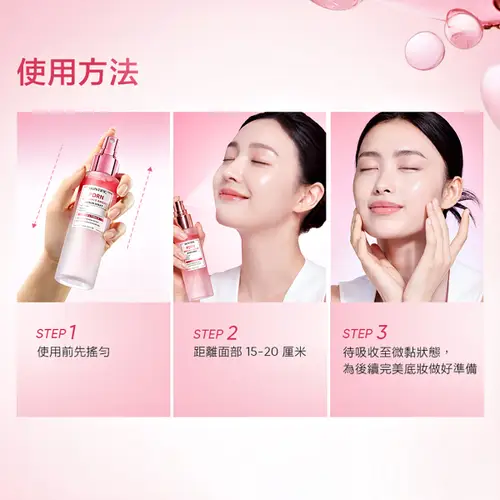 使用方法
STEP 1
使用前先搖勻
STEP 2
距離面部 15-20 厘米
STEP 3
待吸收至微黏狀態，
為後續完美底妝做好準備